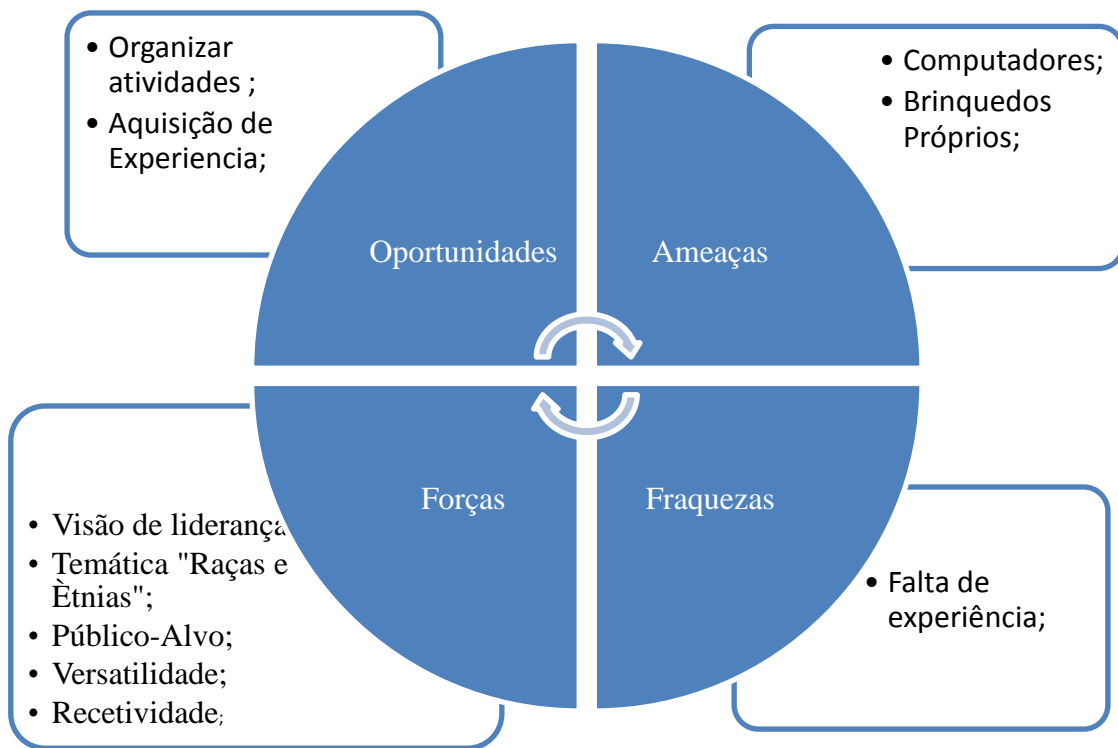 • Organizar
atividades ;
• Aquisição de
Experiencia;
• Computadores;
• Brinquedos
Próprios;
Oportunidades
Ameaças
Forças
Fraquezas
• Visão de liderança
• Temática "Raças e
Ètnias";
• Público-Alvo;
• Versatilidade;
• Recetividade;
• Falta de
experiência;